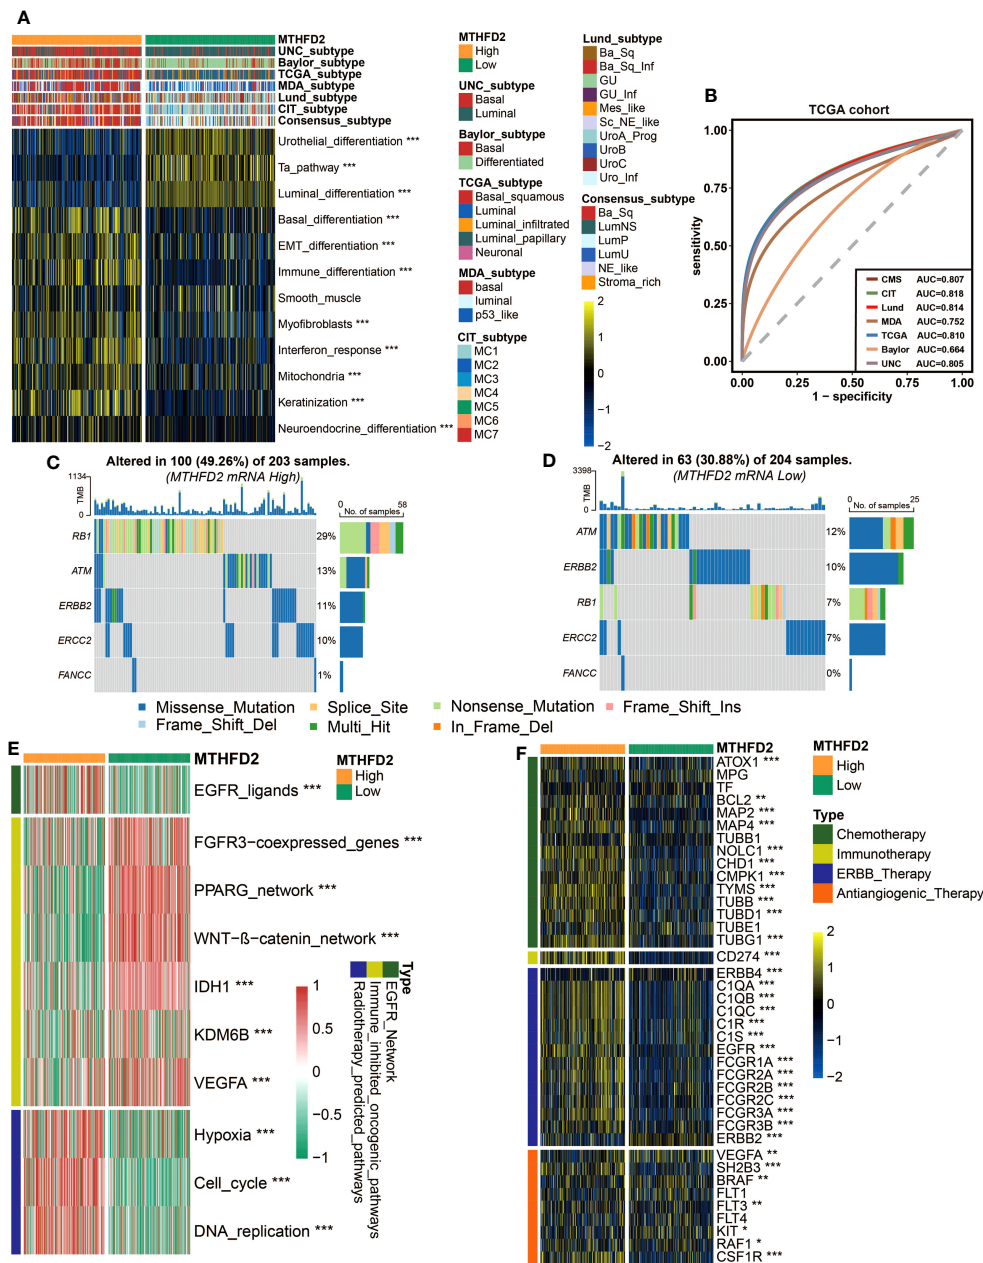 A
MTHFD2
UNC_subtype
Baylor_subtype
TCGA_subtype
MDA_subtype
Lund_subtype
CIT_subtype
Consensus_subtype
Urothelial_differentiation ***
Ta_pathway ***
Luminal_differentiation ***
Basal_differentiation ***
EMT_differentiation ***
Immune_differentiation ***
Smooth_muscle
Myofibroblasts ***
Interferon_response ***
Mitochondria ***
Keratinization ***
Neuroendocrine_differentiation ***
MTHFD2
High
Low
UNC_subtype
Basal
Luminal
Baylor_subtype
Basal
Differentiated
TCGA_subtype
Basal_squamous
Luminal
Luminal_infiltrated
Luminal_papillary
Neuronal
MDA_subtype
basal
luminal
p53_like
CIT_subtype
MC1
MC2
MC3
MC4
MC5
MC6
MC7
Lund_subtype
Ba_Sq
Ba_Sq_Inf
GU
GU_Inf
Mes_like
Sc_NE_like
UroA_Prog
UroB
UroC
Uro_Inf
Consensus_subtype
Ba_Sq
LumNS
LumP
LumU
NE_like
Stroma_rich
2
1
0
−1
−2
B
TCGA cohort
1.00
0.75
0.50
0.25
0.00
sensitivity
CMS AUC=0.807
CIT AUC=0.818
Lund AUC=0.814
MDA AUC=0.752
TCGA AUC=0.810
Baylor AUC=0.664
UNC AUC=0.805
0.00 0.25 0.50 0.75 1.00
1 − specificity
C
Altered in 100 (49.26%) of 203 samples.
(MTHFD2 mRNA High)
1134
0
TMB
0 58
No. of samples
RB1 29%
ATM 13%
ERBB2 11%
ERCC2 10%
FANCC 1%
D
Altered in 63 (30.88%) of 204 samples.
(MTHFD2 mRNA Low)
3398
0
TMB
0 25
No. of samples
ATM 12%
ERBB2 10%
RB1 7%
ERCC2 7%
FANCC 0%
Missense_Mutation Splice_Site Nonsense_Mutation Frame_Shift_Ins
Frame_Shift_Del Multi_Hit In_Frame_Del
E
MTHFD2
EGFR_ligands ***
FGFR3−coexpressed_genes ***
PPARG_network ***
WNT−ß−catenin_network ***
IDH1 ***
KDM6B ***
VEGFA ***
Hypoxia ***
Cell_cycle ***
DNA_replication ***
MTHFD2
High
Low
1
0.5
0
−0.5
−1
Type
EGFR_Network
Immune_inhibited_oncogenic_pathways
Radiotherapy_predicted_pathways
F
MTHFD2
ATOX1 ***
MPG
TF
BCL2 **
MAP2 ***
MAP4 ***
TUBB1
NOLC1 ***
CHD1 ***
CMPK1 ***
TYMS ***
TUBB ***
TUBD1 ***
TUBE1
TUBG1 ***
CD274 ***
ERBB4 ***
C1QA ***
C1QB ***
C1QC ***
C1R ***
C1S ***
EGFR ***
FCGR1A ***
FCGR2A ***
FCGR2B ***
FCGR2C ***
FCGR3A ***
FCGR3B ***
ERBB2 ***
VEGFA **
SH2B3 ***
BRAF **
FLT1
FLT3 **
FLT4
KIT *
RAF1 *
CSF1R ***
MTHFD2
High
Low
Type
Chemotherapy
Immunotherapy
ERBB_Therapy
Antiangiogenic_Therapy
2
1
0
−1
−2